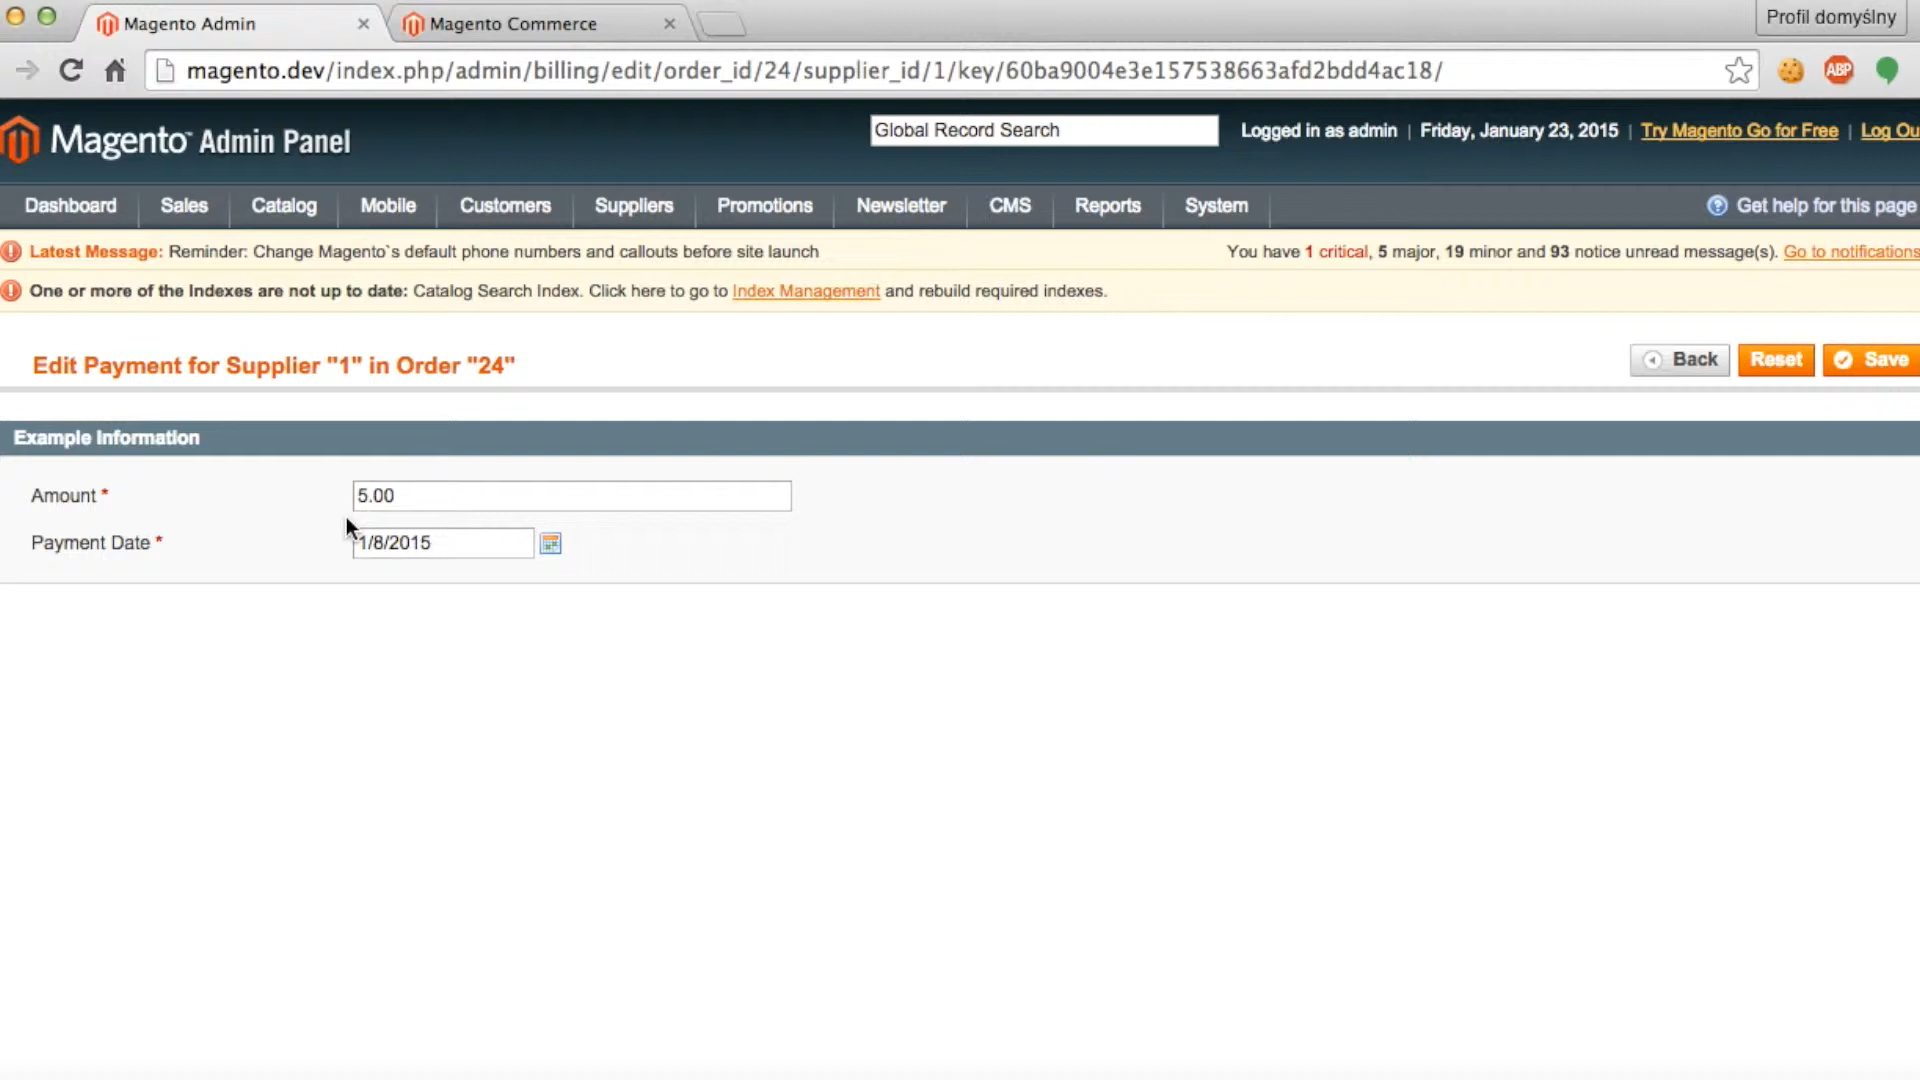 Magento Admin
Magento Commerce
Profil domyślny
magento.dev/index.php/admin/billing/edit/order_id/24/supplier_id/1/key/60ba9004e3e157538663afd2bdd4ac18/
ABP
Magento™ Admin Panel
Global Record Search
Logged in as admin | Friday, January 23, 2015 | Try Magento Go for Free | Log Ou
Dashboard Sales Catalog Mobile Customers Suppliers Promotions Newsletter CMS Reports System
Get help for this page
Latest Message: Reminder: Change Magento`s default phone numbers and callouts before site launch
You have 1 critical, 5 major, 19 minor and 93 notice unread message(s). Go to notifications
One or more of the Indexes are not up to date: Catalog Search Index. Click here to go to Index Management and rebuild required indexes.
Edit Payment for Supplier "1" in Order "24"
Back
Reset
Save
Example Information
Amount *
5.00
Payment Date *
1/8/2015